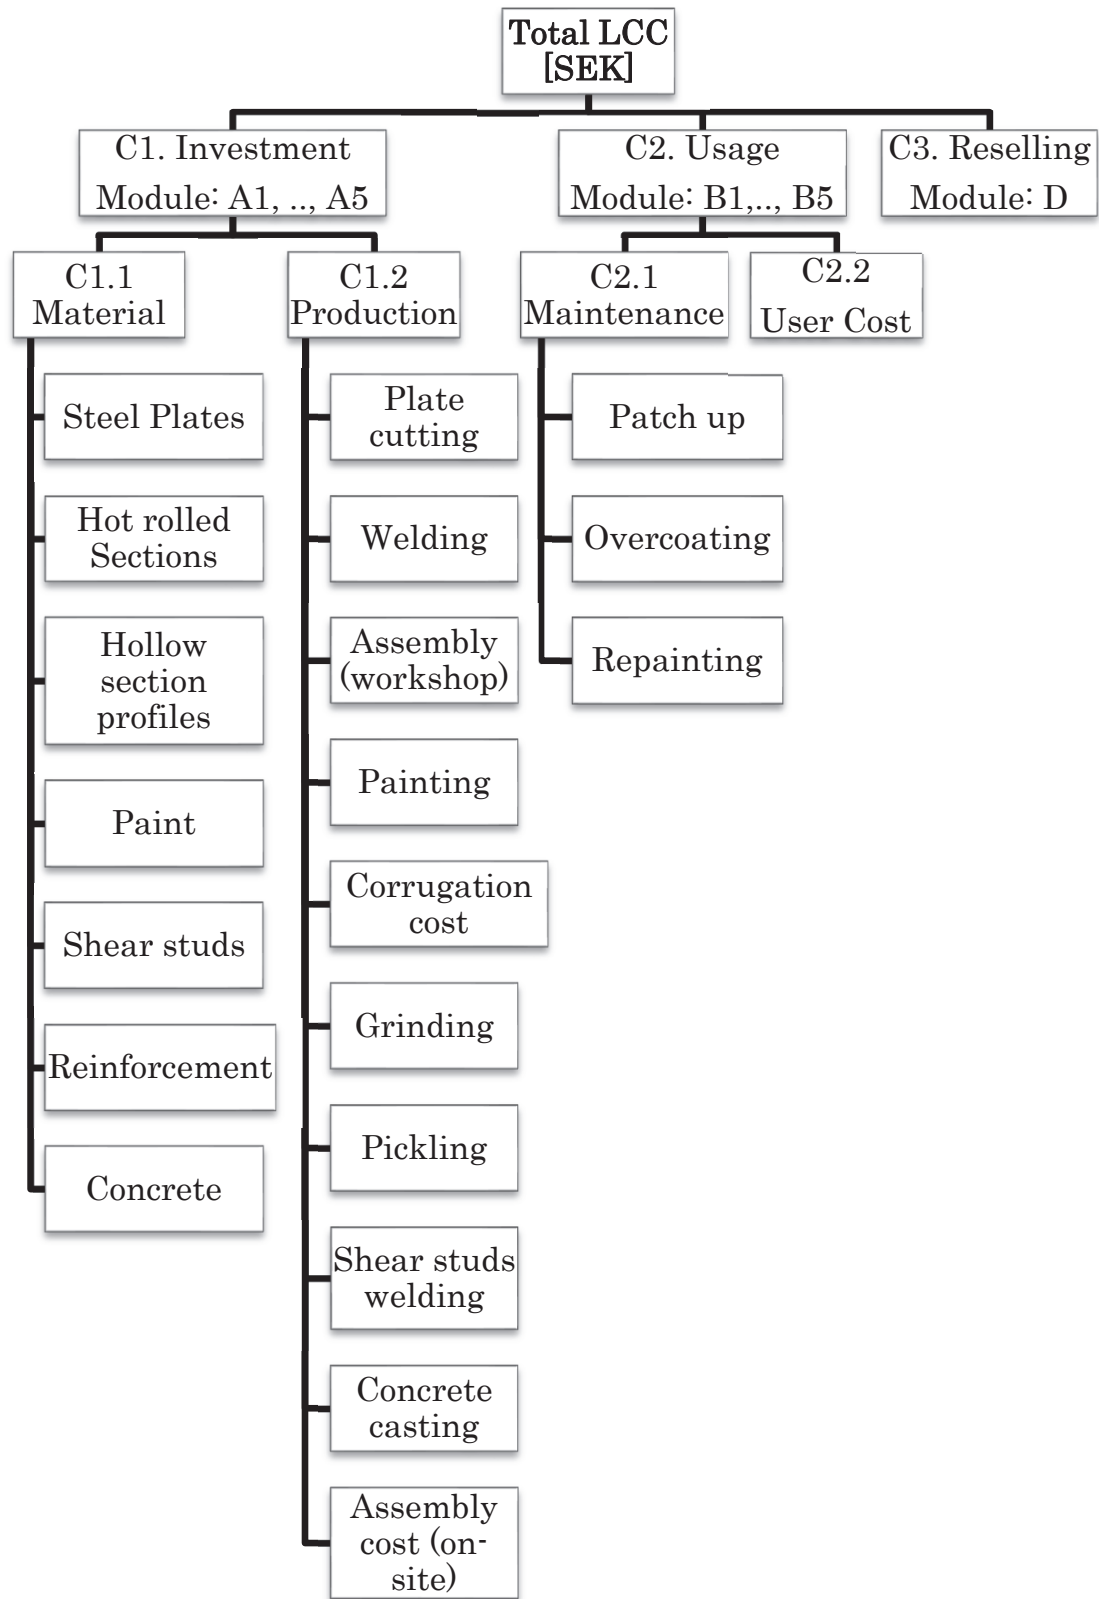 Total LCC
[SEK]
C1. Investment
Module: A1, .., A5
C2. Usage
Module: B1,.., B5
C3. Reselling
Module: D
C1.1
Material
C1.2
Production
C2.1
Maintenance
C2.2
User Cost
Steel Plates
Hot rolled
Sections
Hollow
section
profiles
Paint
Shear studs
Reinforcement
Concrete
Plate
cutting
Welding
Assembly
(workshop)
Painting
Corrugation
cost
Grinding
Pickling
Shear studs
welding
Concrete
casting
Assembly
cost (on-
site)
Patch up
Overcoating
Repainting